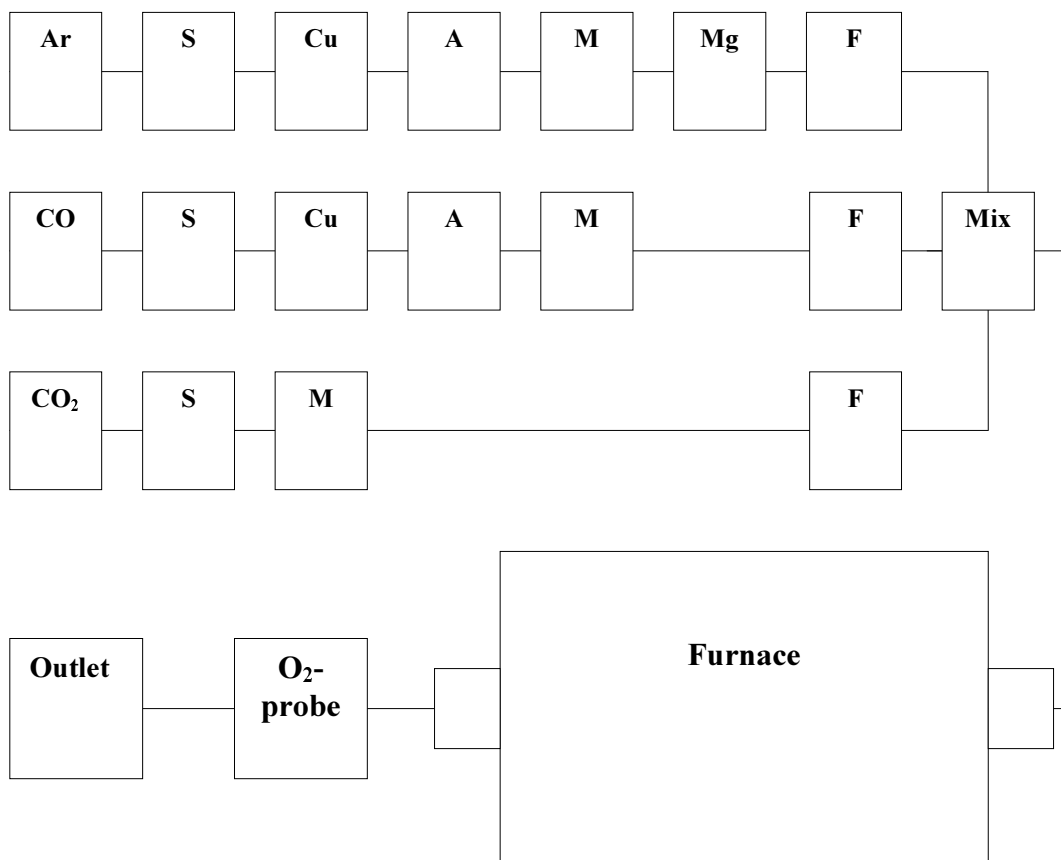 Ar S Cu A M Mg F
CO S Cu A M F Mix
CO₂ S M F
Outlet O₂-
probe Furnace